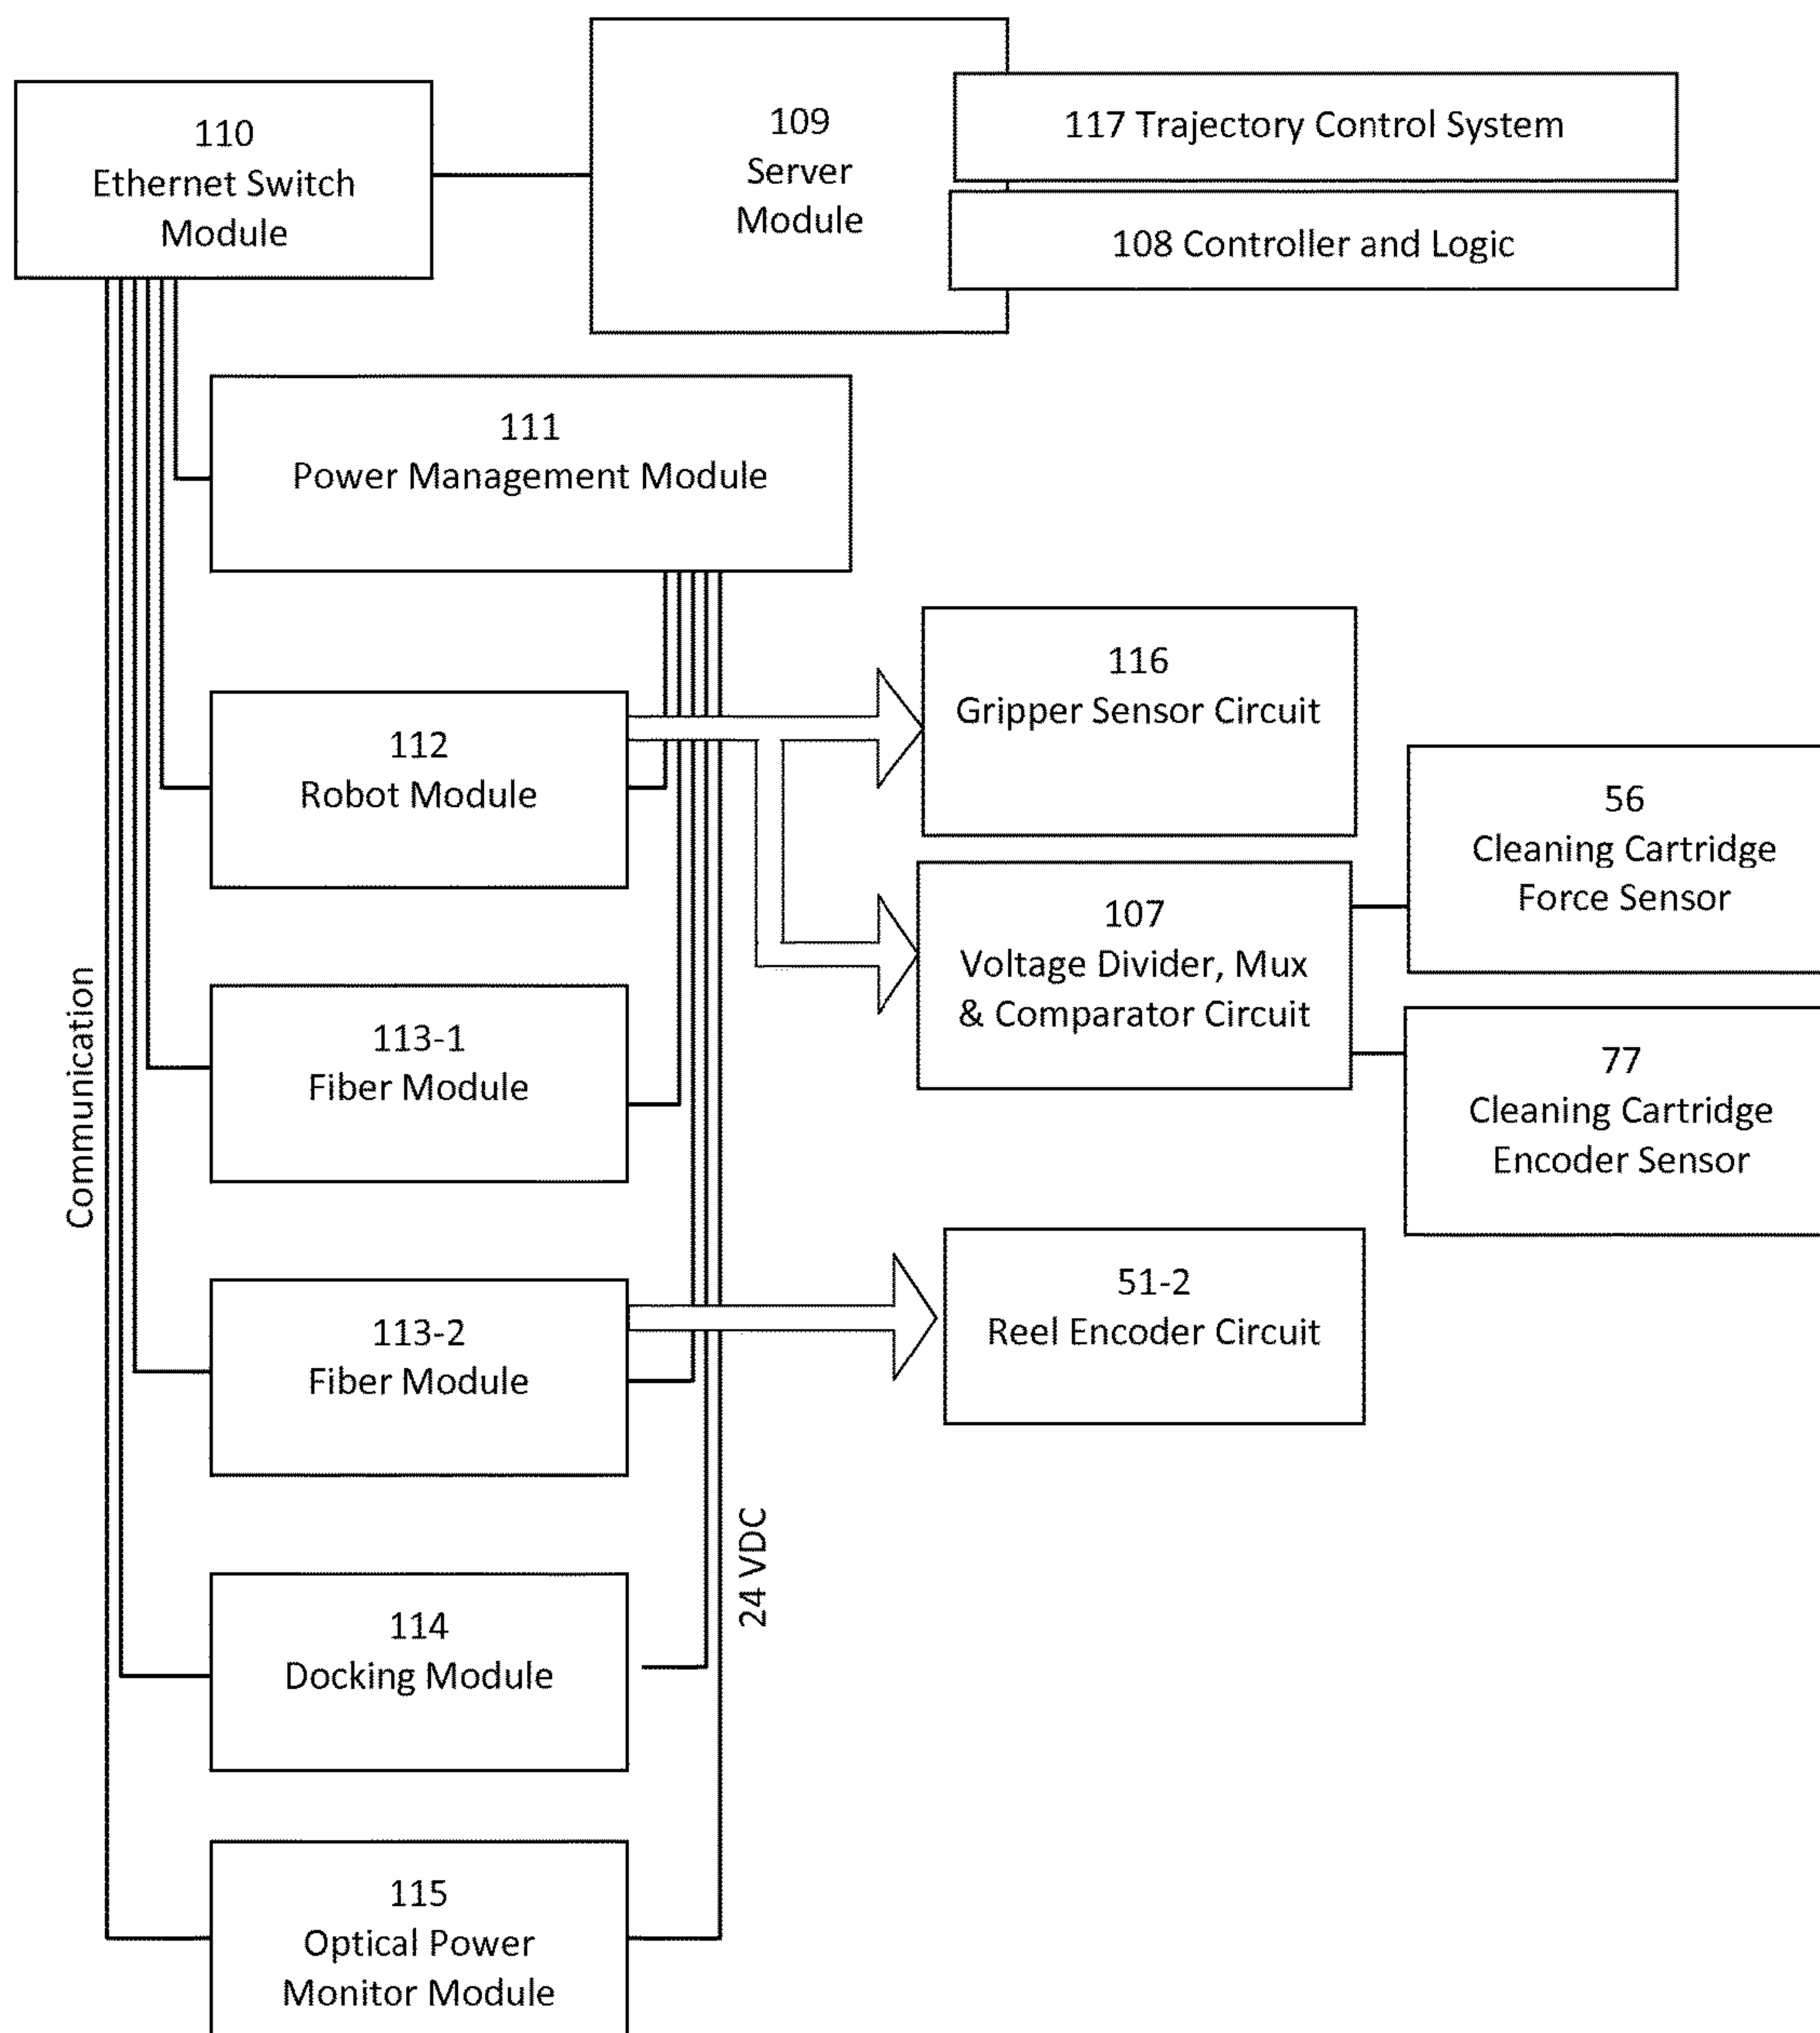 110
Ethernet Switch
Module
109
Server
Module
117 Trajectory Control System
108 Controller and Logic
111
Power Management Module
112
Robot Module
116
Gripper Sensor Circuit
107
Voltage Divider, Mux
& Comparator Circuit
56
Cleaning Cartridge
Force Sensor
77
Cleaning Cartridge
Encoder Sensor
Communication
113-1
Fiber Module
113-2
Fiber Module
51-2
Reel Encoder Circuit
24 VDC
114
Docking Module
115
Optical Power
Monitor Module